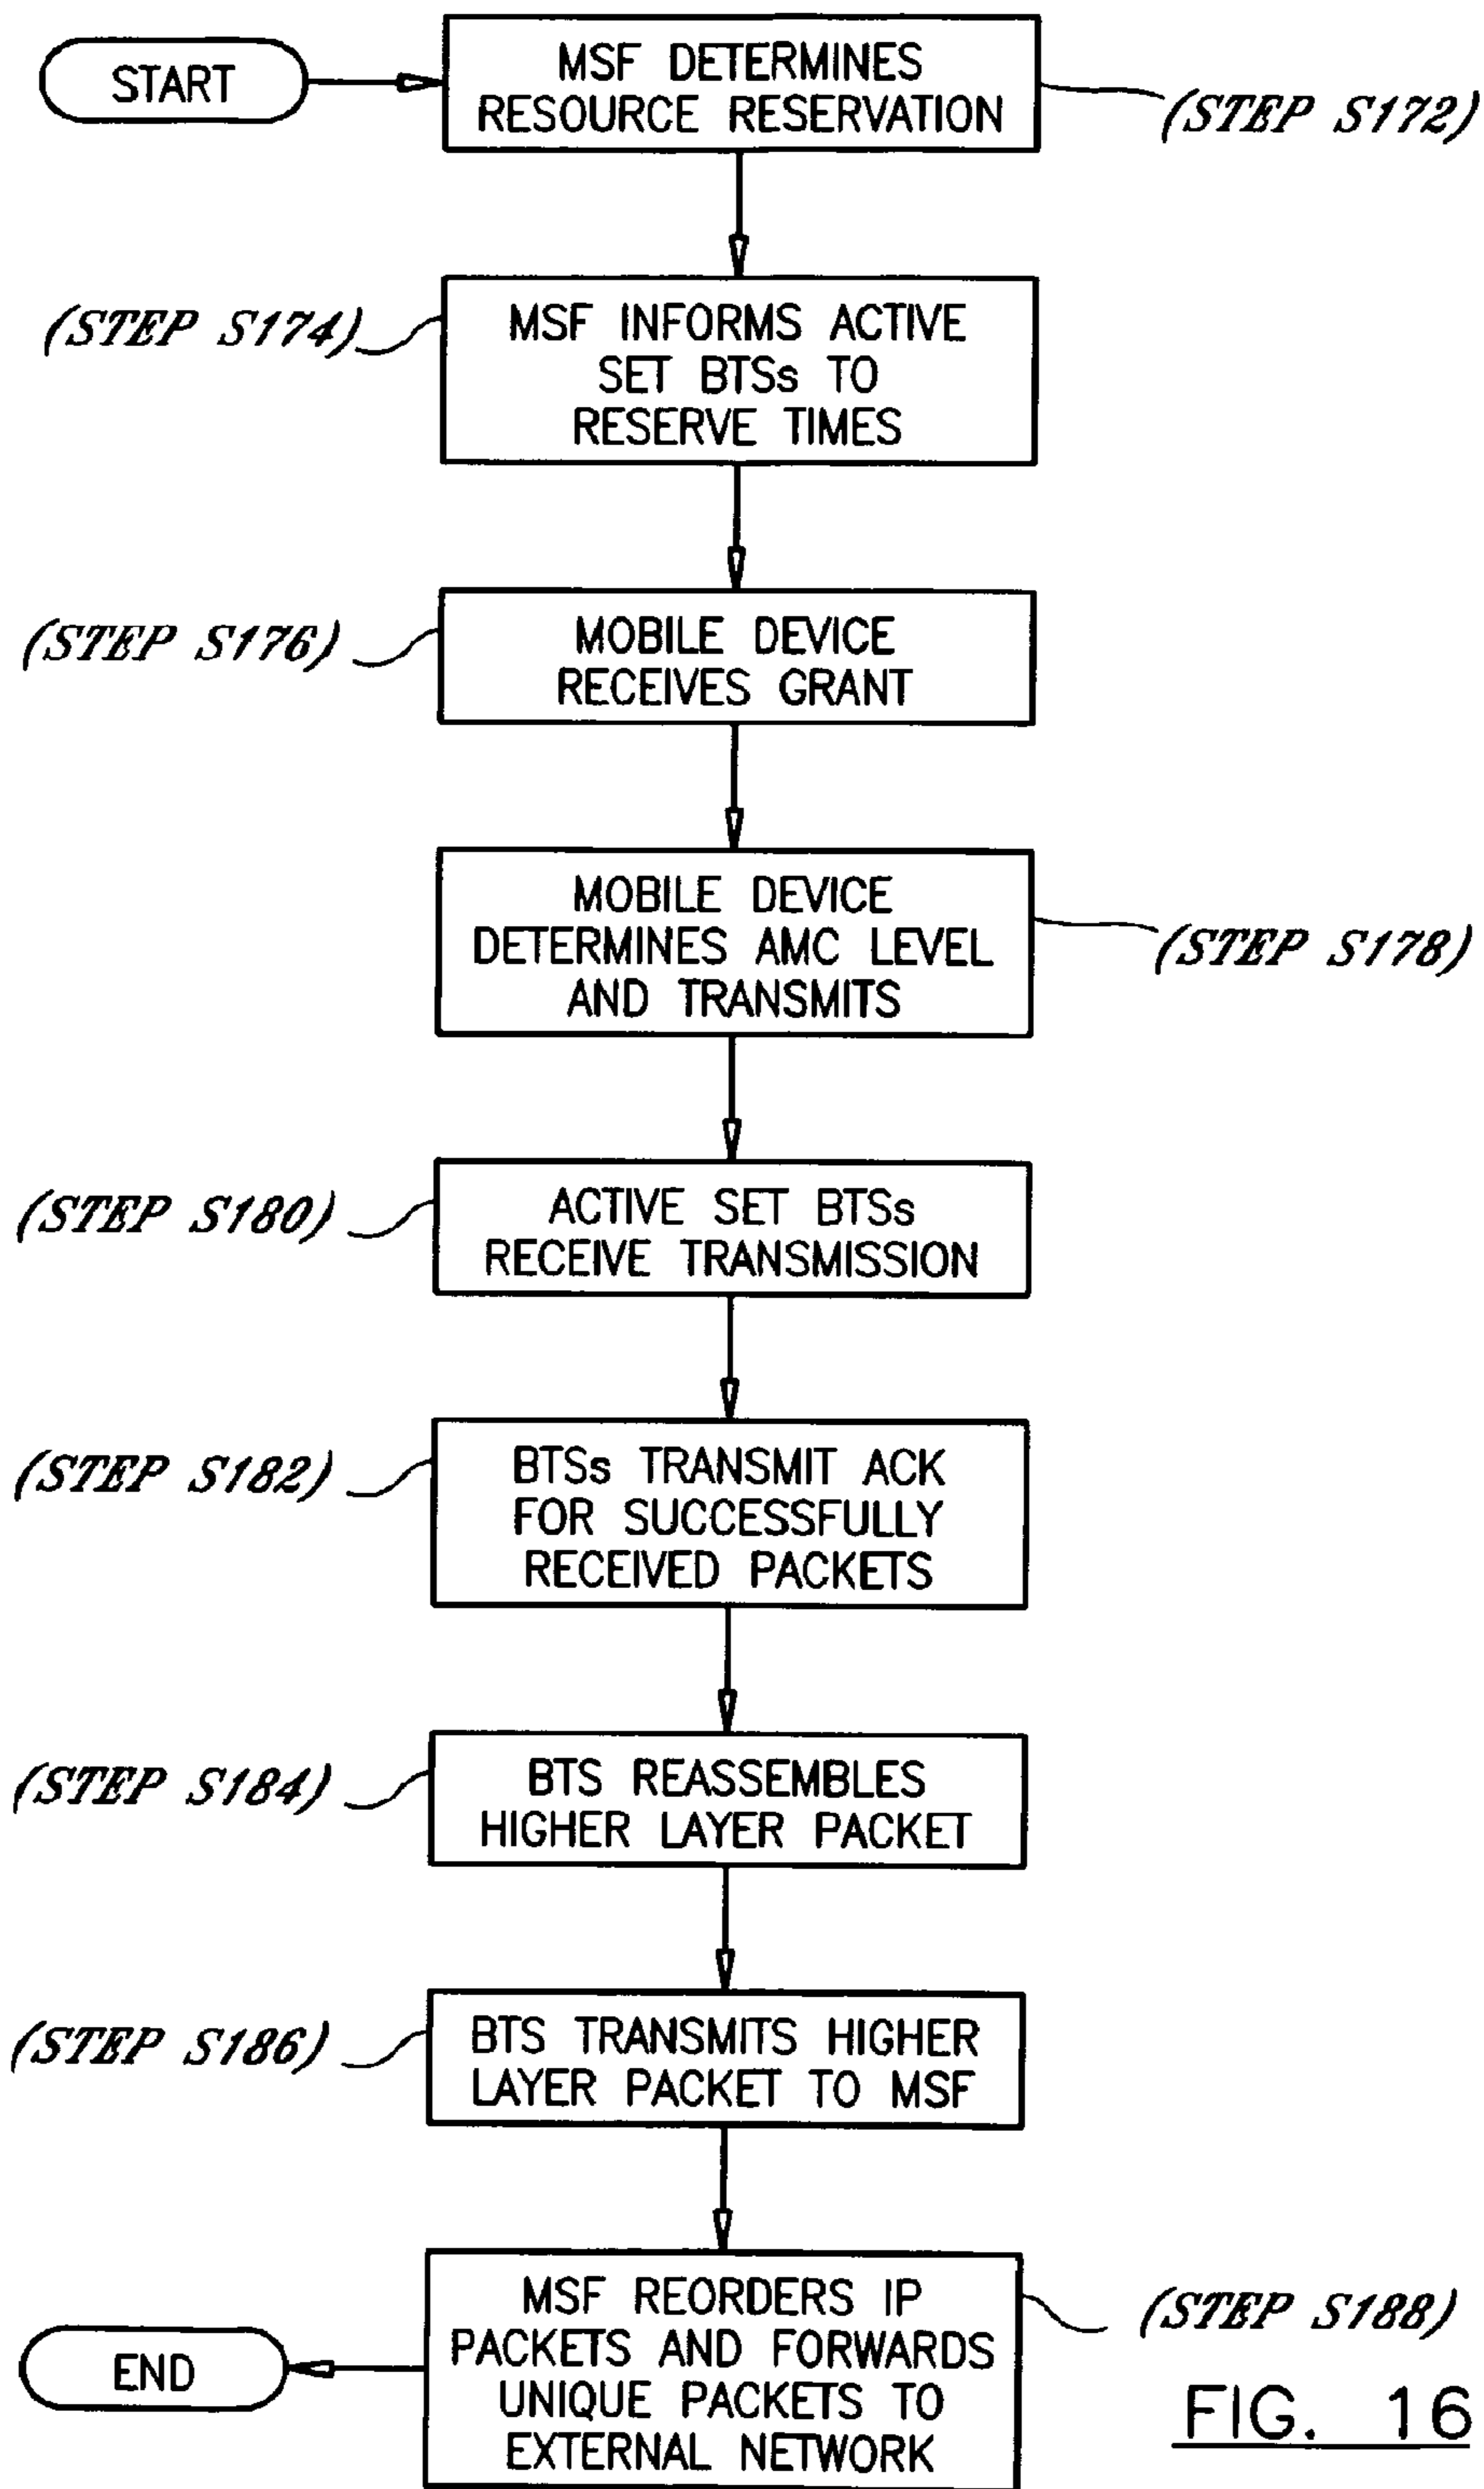 START
MSF DETERMINES
RESOURCE RESERVATION
(STEP S172)
(STEP S174)
MSF INFORMS ACTIVE
SET BTSs TO
RESERVE TIMES
(STEP S176)
MOBILE DEVICE
RECEIVES GRANT
MOBILE DEVICE
DETERMINES AMC LEVEL
AND TRANSMITS
(STEP S178)
(STEP S180)
ACTIVE SET BTSs
RECEIVE TRANSMISSION
(STEP S182)
BTSs TRANSMIT ACK
FOR SUCCESSFULLY
RECEIVED PACKETS
(STEP S184)
BTS REASSEMBLES
HIGHER LAYER PACKET
(STEP S186)
BTS TRANSMITS HIGHER
LAYER PACKET TO MSF
MSF REORDERS IP
PACKETS AND FORWARDS
UNIQUE PACKETS TO
EXTERNAL NETWORK
(STEP S188)
END
FIG. 16